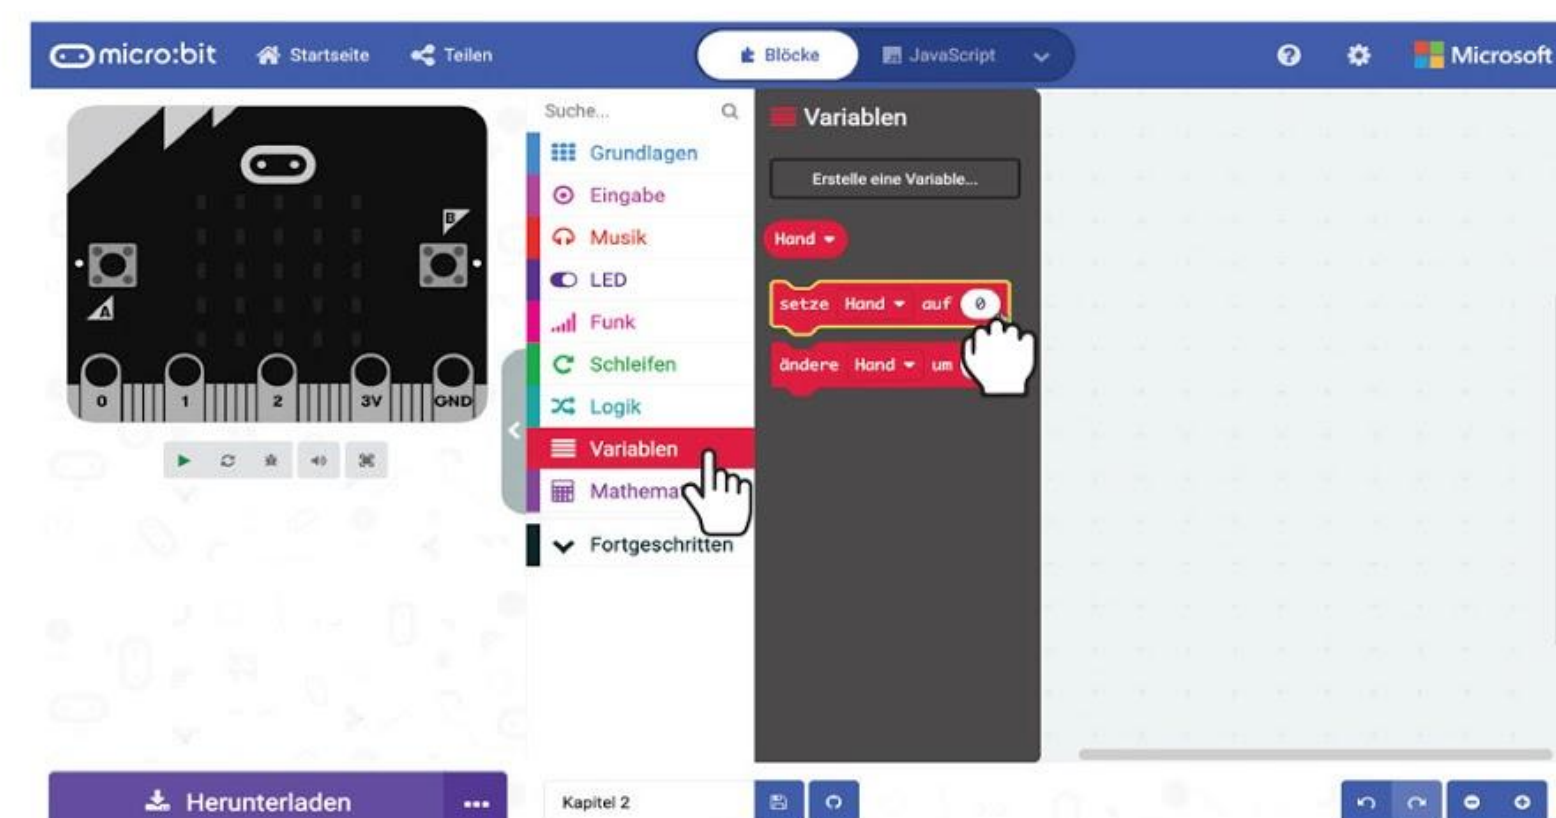 micro:bit Startseite Teilen Blöcke JavaScript Microsoft
Suche...
Grundlagen
Eingabe
Musik
LED
Funk
Schleifen
Logik
Variablen
Fortgeschritten
Variablen
Erstelle eine Variable...
Hand
setze Hand auf 0
ändere Hand um
B
A
0 1 2 3V GND
Herunterladen ...
Kapitel 2